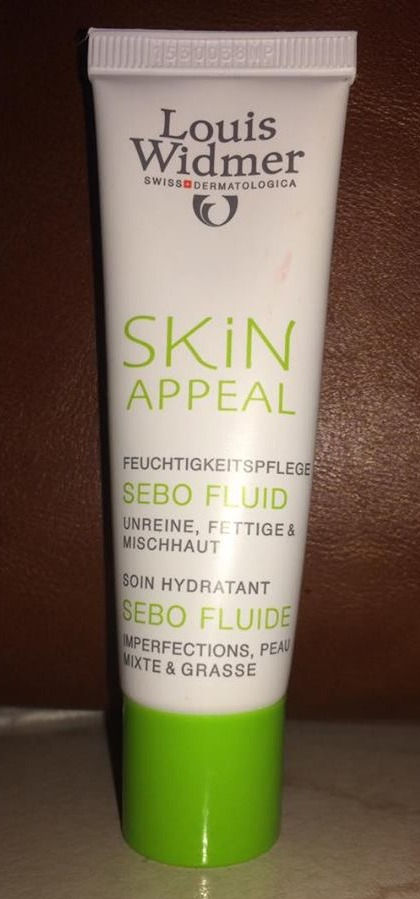 Louis
Widmer
SWISS DERMATOLOGICA
SKiN
APPEAL
FEUCHTIGKEITSPFLEGE
SEBO FLUID
UNREINE, FETTIGE &
MISCHHAUT
SOIN HYDRATANT
SEBO FLUIDE
IMPERFECTIONS, PEAU
MIXTE & GRASSE